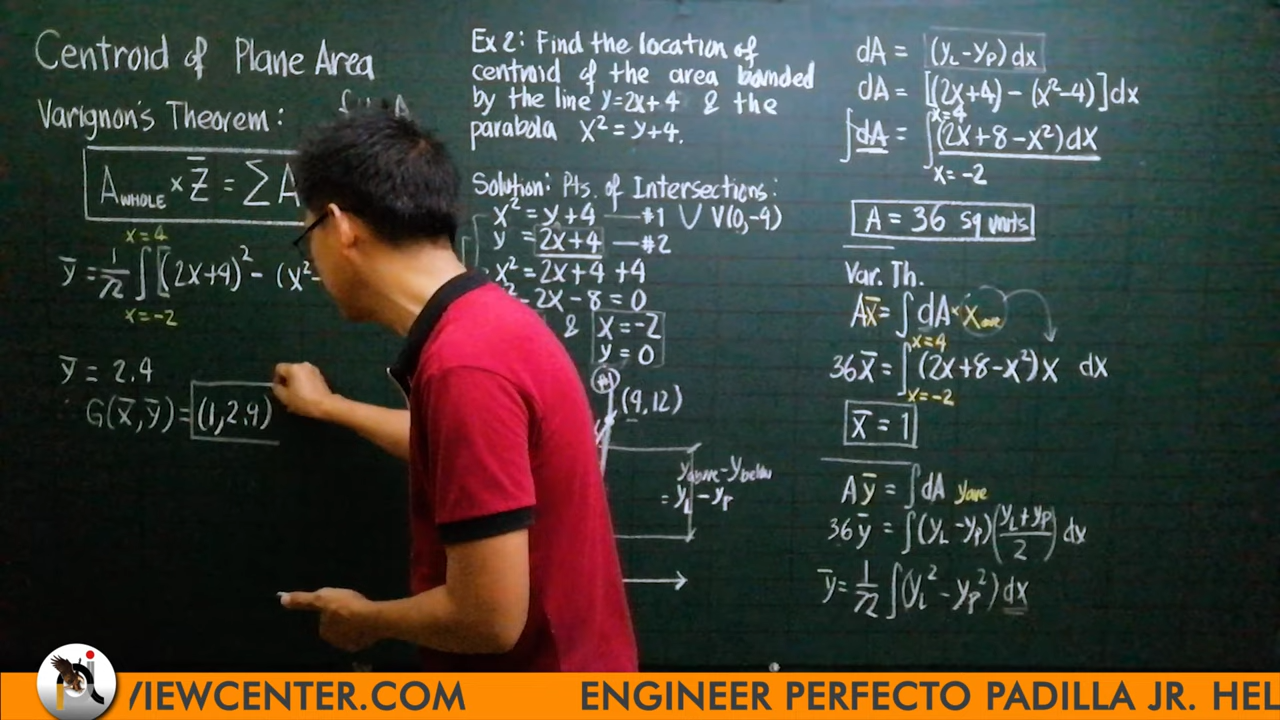 Centroid of Plane Area
Varignon's Theorem:
A WHOLE × Z̄ = ∑ A
x=4
ȳ = 1/72 ∫ [(2x+4)² - (x²-
x=-2
ȳ = 2.4
∴ G(x̄, ȳ) = (1, 2.4)
Ex 2: Find the location of
centroid of the area bounded
by the line y=2x+4 & the
parabola x² = y+4.
Solution: Pts. of Intersections:
x² = y+4 — #1 ∪ V(0,-4)
y = 2x+4 — #2
x² = 2x+4+4
-2x-8=0
& x=-2
y=0
#1
(4,12)
y above - y below
= yL - yP
dA = (yL-yP)dx
dA = [(2x+4) - (x²-4)]dx
x=4
∫dA = ∫(2x+8-x²)dx
x=-2
A = 36 sq units
Var. Th.
Ax̄ = ∫dA·x ave
x=4
36x̄ = ∫(2x+8-x²)x dx
x=-2
x̄ = 1
Aȳ = ∫dA yave
36ȳ = ∫(yL-yP)(yL+yP/2)dx
ȳ = 1/72 ∫(yL²-yP²)dx
VIEWCENTER.COM ENGINEER PERFECTO PADILLA JR. HEL